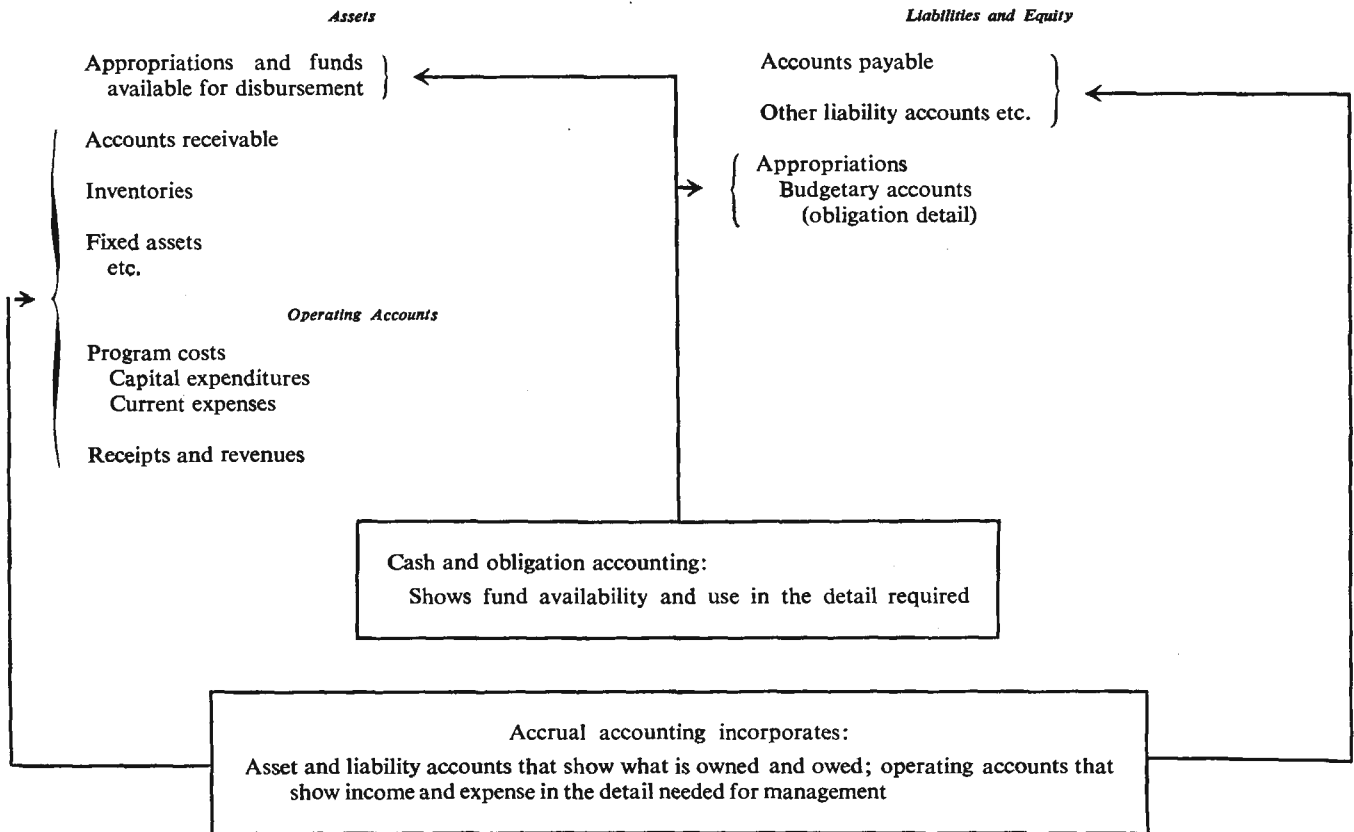 Assets
Appropriations and funds
available for disbursement
Accounts receivable
Inventories
Fixed assets
etc.
Operating Accounts
Program costs
Capital expenditures
Current expenses
Receipts and revenues
Liabilities and Equity
Accounts payable
Other liability accounts etc.
Appropriations
Budgetary accounts
(obligation detail)
Cash and obligation accounting:
Shows fund availability and use in the detail required
Accrual accounting incorporates:
Asset and liability accounts that show what is owned and owed; operating accounts that
show income and expense in the detail needed for management